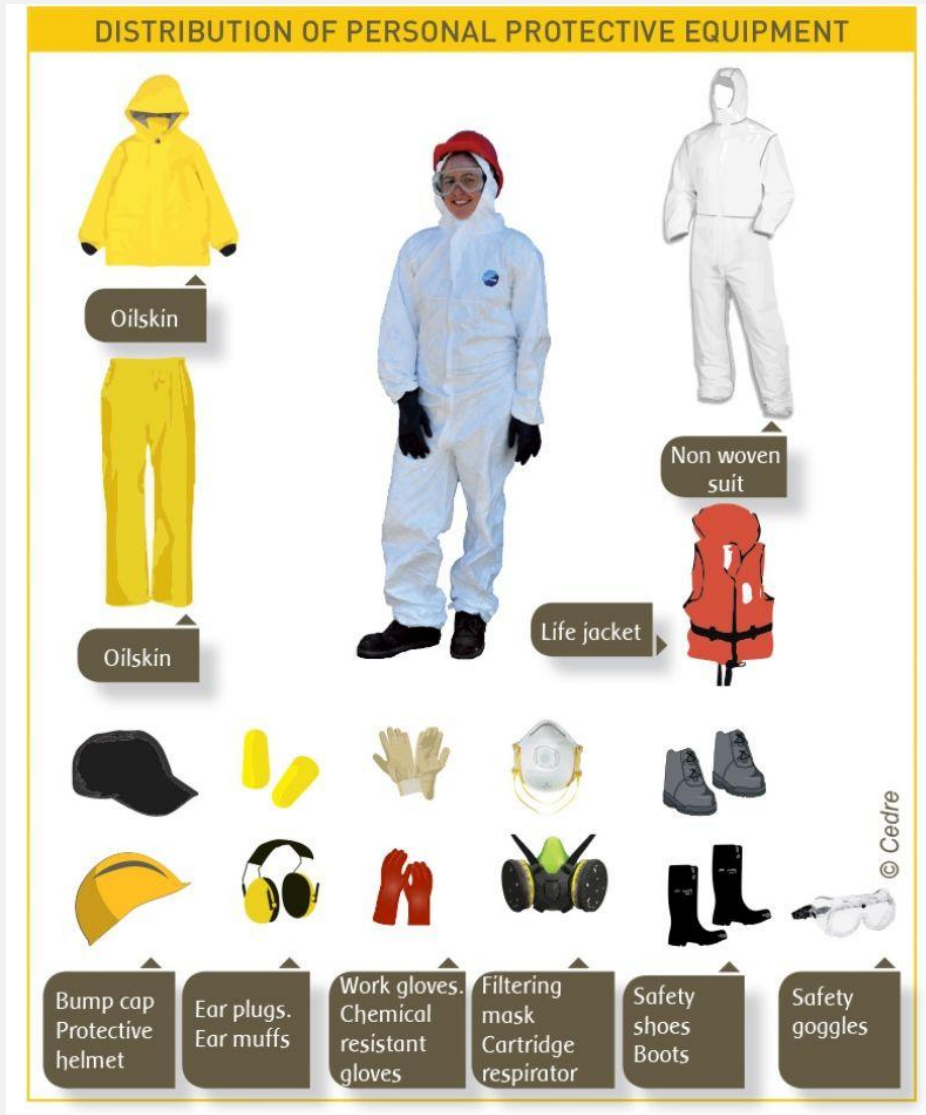 DISTRIBUTION OF PERSONAL PROTECTIVE EQUIPMENT
Oilskin
Non woven
suit
Oilskin
Life jacket
© Cedre
Bump cap
Protective
helmet
Ear plugs.
Ear muffs
Work gloves.
Chemical
resistant
gloves
Filtering
mask
Cartridge
respirator
Safety
shoes
Boots
Safety
goggles